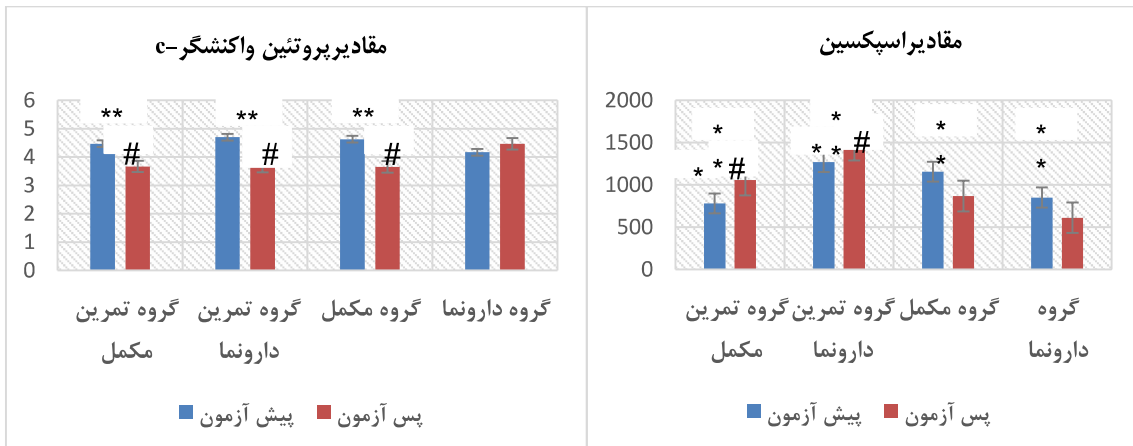 مقادیرپروتئین واکنشگر-c
6
5
4
3
2
1
0
**
**
**
#
#
#
گروه تمرین مکمل
گروه تمرین دارونما
گروه مکمل
گروه دارونما
پیش آزمون
پس آزمون
مقادیراسپکسین
2000
1500
1000
500
0
*
*
*
*
* *
#
* *
#
*
*
گروه تمرین مکمل
گروه تمرین دارونما
گروه مکمل
گروه دارونما
پیش آزمون
پس آزمون